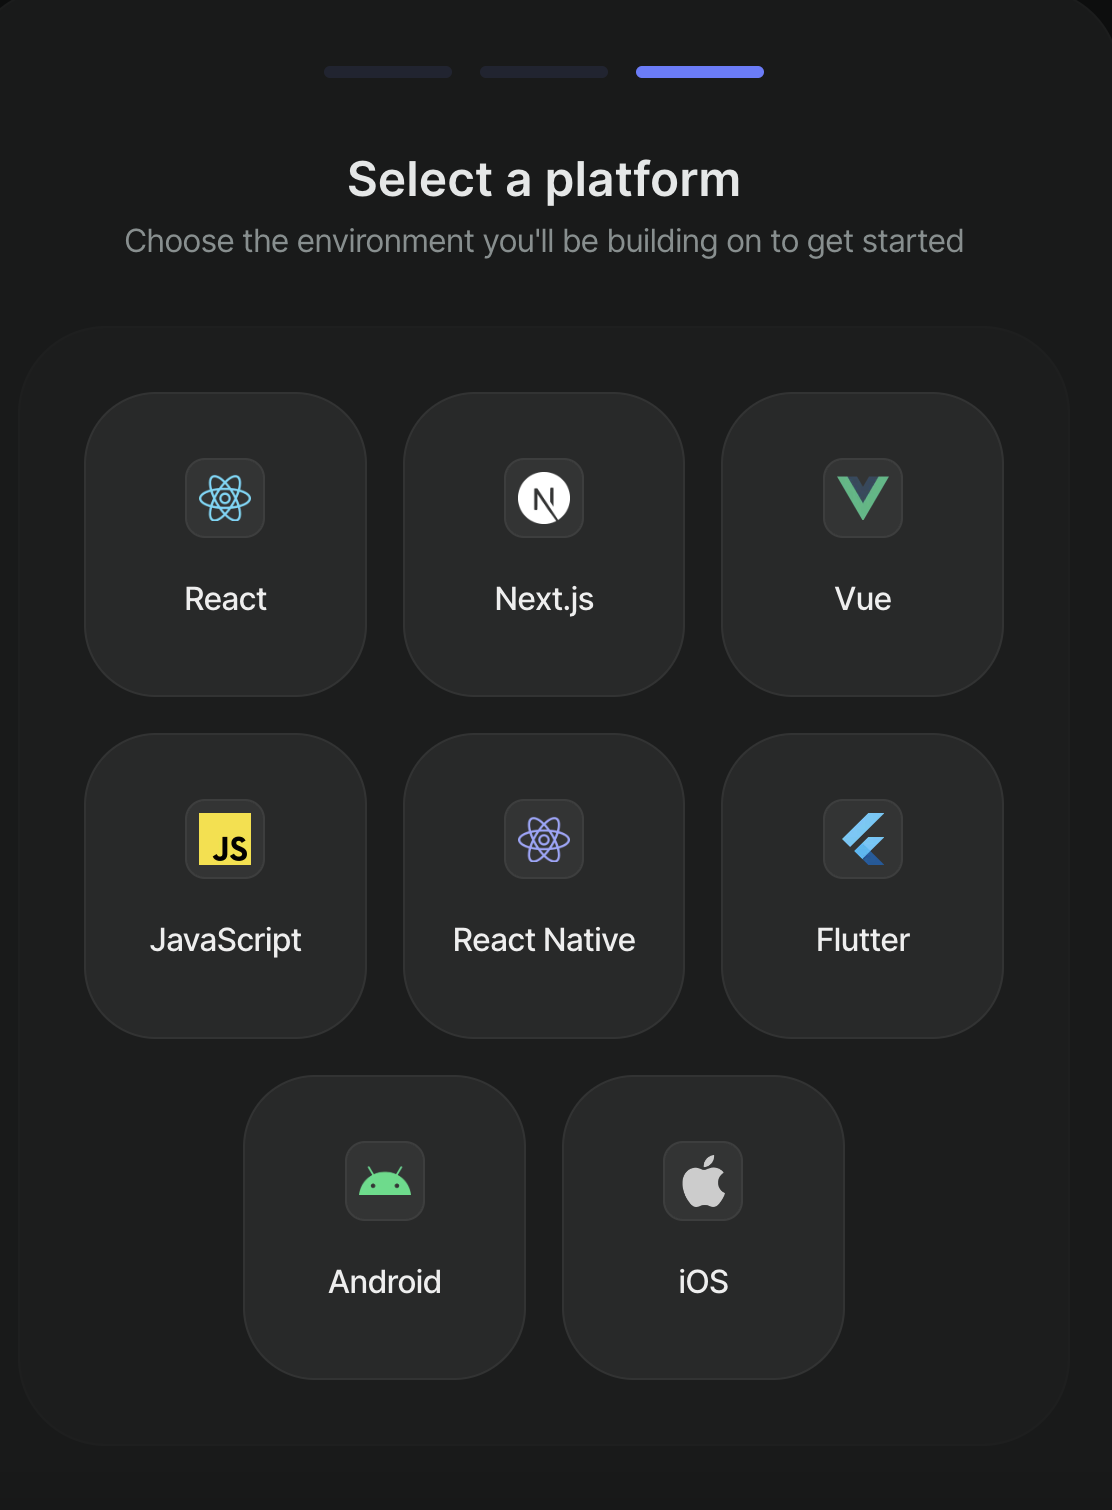 Select a platform
Choose the environment you'll be building on to get started
React
Next.js
Vue
JS
JavaScript
React Native
Flutter
Android
iOS